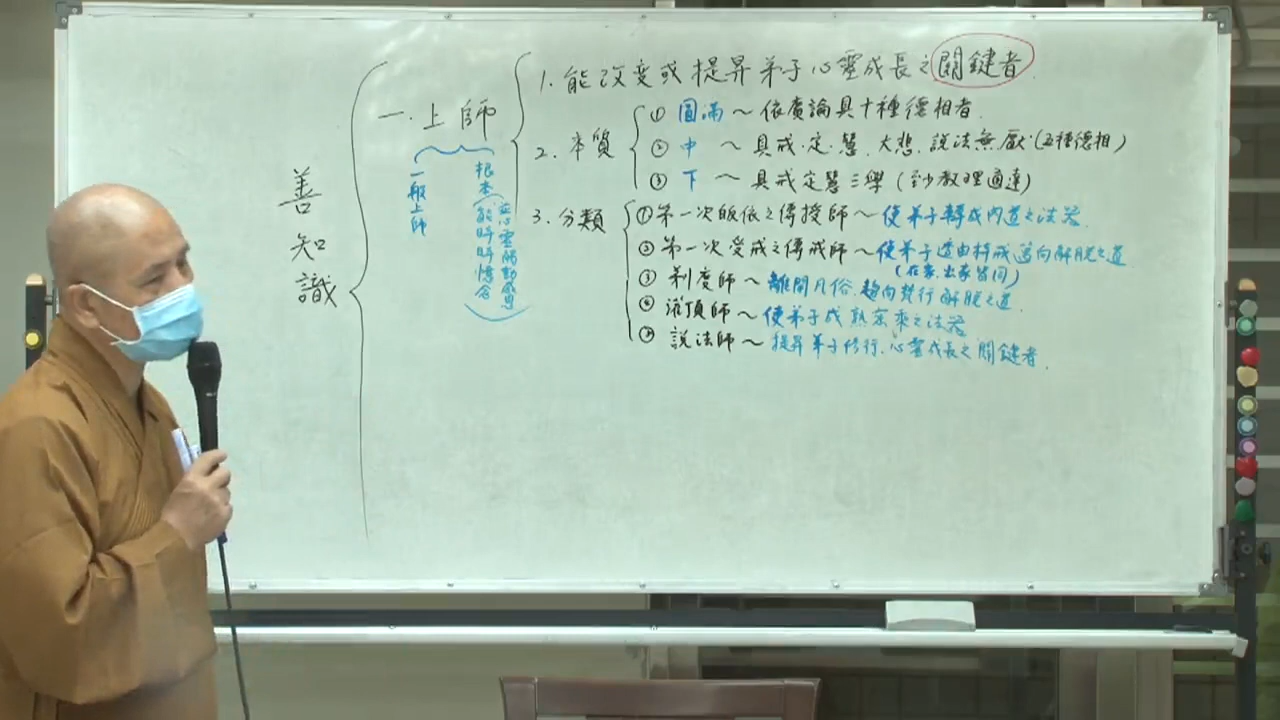 善知識
一.上師
一般上師
根本(能時時憶念
並心靈觸動感得)
1.能改変或提昇弟子心靈成長之關鍵者.
2.本質
① 圓滿～依廣論具十種德相者.
② 中 ～具戒.定.慧.大悲.說法無厭.(五種德相)
③ 下 ～具戒定慧三學(至少教理通達)
3.分類
①第一次皈依之傳授師～使弟子轉成內道之法器.
②第一次受戒之傳戒師～使弟子透由持戒邁向解脫之道
(在家.出家皆同)
③ 剃度師～離開凡俗.趨向梵行解脫之道.
④ 灌頂師～使弟子成熟密乘之法器
⑤ 說法師～提昇弟子修行.心靈成長之關鍵者.